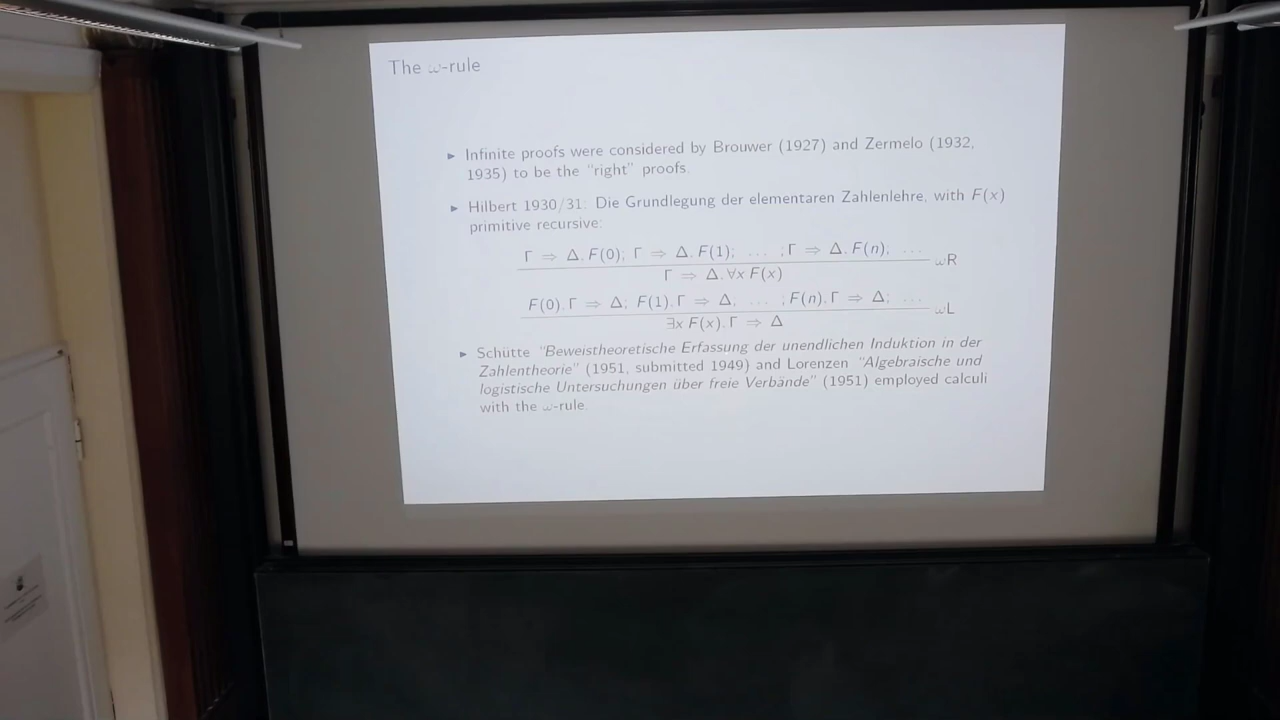 The ω-rule
▸ Infinite proofs were considered by Brouwer (1927) and Zermelo (1932,
1935) to be the “right” proofs.
▸ Hilbert 1930/31: Die Grundlegung der elementaren Zahlenlehre, with F(x)
primitive recursive:
Γ ⇒ Δ, F(0); Γ ⇒ Δ, F(1); ... ; Γ ⇒ Δ, F(n); ...
ωR
Γ ⇒ Δ, ∀x F(x)
F(0), Γ ⇒ Δ; F(1), Γ ⇒ Δ; ... ; F(n), Γ ⇒ Δ; ...
ωL
∃x F(x), Γ ⇒ Δ
▸ Schütte “Beweistheoretische Erfassung der unendlichen Induktion in der
Zahlentheorie” (1951, submitted 1949) and Lorenzen “Algebraische und
logistische Untersuchungen über freie Verbände” (1951) employed calculi
with the ω-rule.